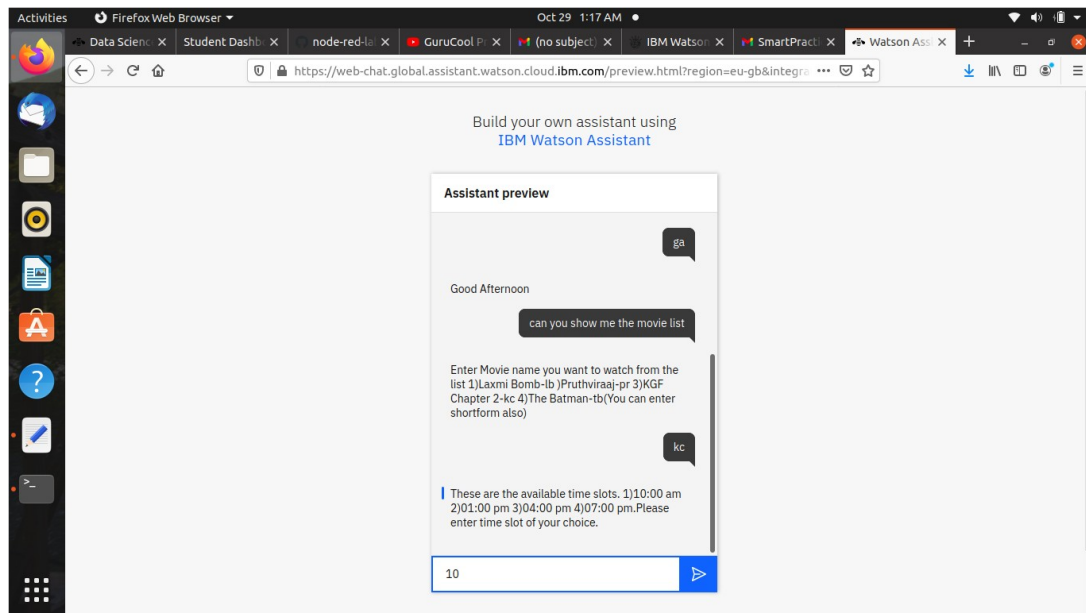 Activities Firefox Web Browser Oct 29 1:17 AM
Data Scienc Student Dashb node-red-la GuruCool P (no subject) IBM Watson SmartPracti Watson Ass
https://web-chat.global.assistant.watson.cloud.ibm.com/preview.html?region=eu-gb&integra
Build your own assistant using
IBM Watson Assistant
Assistant preview
ga
Good Afternoon
can you show me the movie list
Enter Movie name you want to watch from the
list 1)Laxmi Bomb-lb )Pruthviraaj-pr 3)KGF
Chapter 2-kc 4)The Batman-tb(You can enter
shortform also)
kc
These are the available time slots. 1)10:00 am
2)01:00 pm 3)04:00 pm 4)07:00 pm.Please
enter time slot of your choice.
10